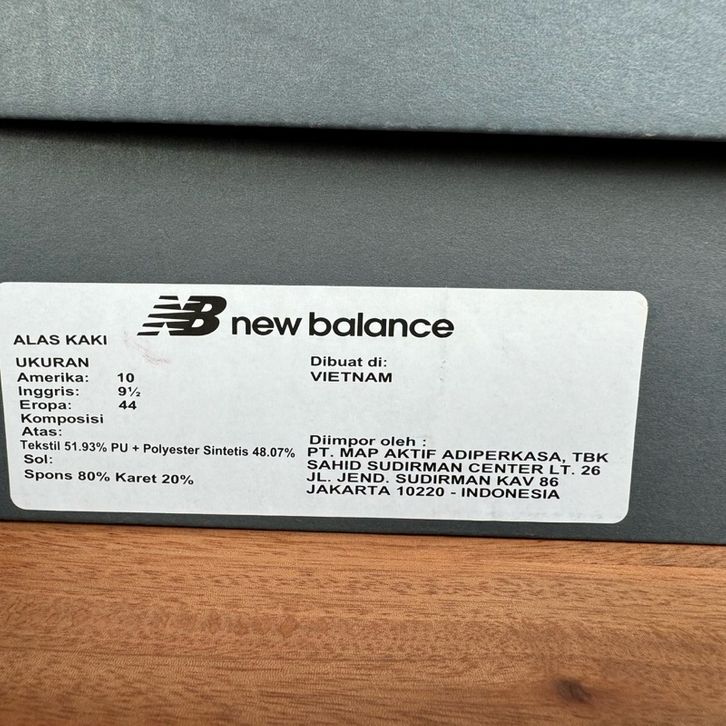 NB new balance
ALAS KAKI
UKURAN
Amerika: 10
Inggris: 9½
Eropa: 44
Komposisi
Atas:
Tekstil 51.93% PU + Polyester Sintetis 48.07%
Sol:
Spons 80% Karet 20%
Dibuat di:
VIETNAM
Diimpor oleh :
PT. MAP AKTIF ADIPERKASA, TBK
SAHID SUDIRMAN CENTER LT. 26
JL. JEND. SUDIRMAN KAV 86
JAKARTA 10220 - INDONESIA